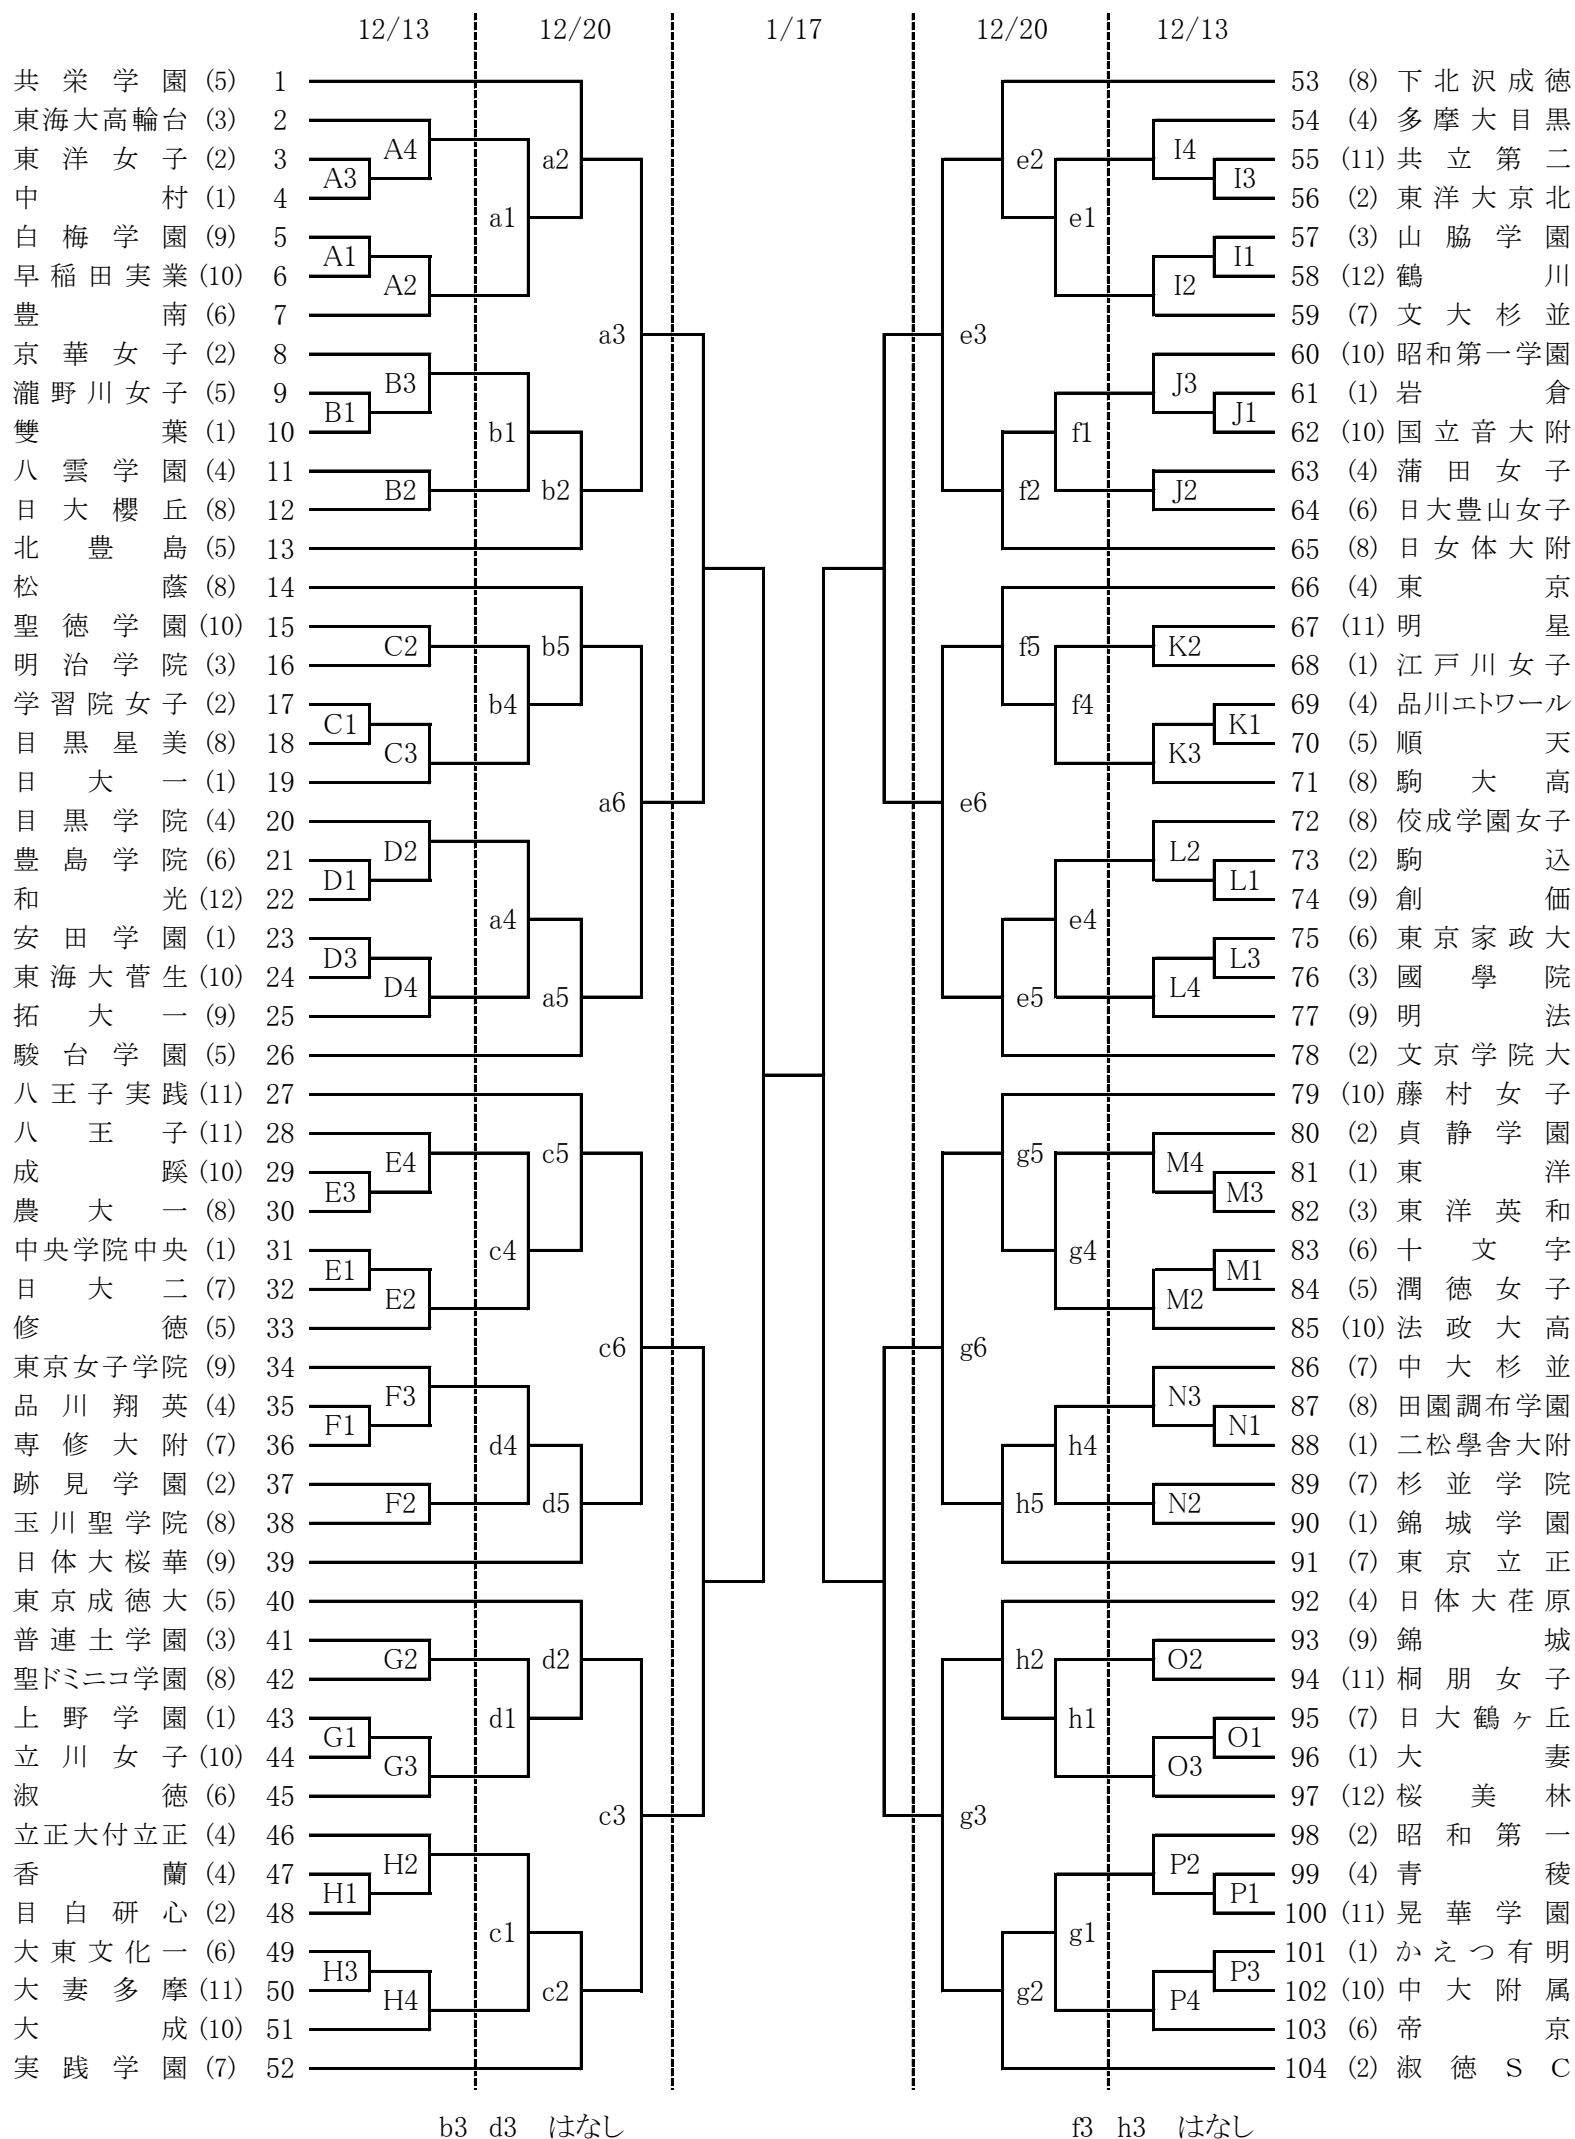 12/13 12/20 1/17 12/20 12/13
共栄学園 (5) 1 53 (8) 下北沢成徳
東海大高輪台 (3) 2 54 (4) 多摩大目黒
A4 a2 e2 I4
東洋女子 (2) 3 55 (11) 共立第二
A3 I3
中村 (1) 4 56 (2) 東洋大京北
a1 e1
白梅学園 (9) 5 57 (3) 山脇学園
A1 I1
早稲田実業 (10) 6 58 (12) 鶴川
A2 I2
豊南 (6) 7 59 (7) 文大杉並
a3 e3
京華女子 (2) 8 60 (10) 昭和第一学園
B3 J3
瀧野川女子 (5) 9 61 (1) 岩倉
B1 J1
雙葉 (1) 10 b1 f1 62 (10) 国立音大附
八雲学園 (4) 11 63 (4) 蒲田女子
B2 b2 f2 J2
日大櫻丘 (8) 12 64 (6) 日大豊山女子
北豊島 (5) 13 65 (8) 日女体大附
松蔭 (8) 14 66 (4) 東京
聖徳学園 (10) 15 67 (11) 明星
C2 b5 f5 K2
明治学院 (3) 16 68 (1) 江戸川女子
学習院女子 (2) 17 b4 f4 69 (4) 品川エトワール
C1 K1
目黒星美 (8) 18 70 (5) 順天
C3 K3
日大一 (1) 19 71 (8) 駒大高
a6 e6
目黒学院 (4) 20 72 (8) 佼成学園女子
D2 L2
豊島学院 (6) 21 73 (2) 駒込
D1 L1
和光 (12) 22 74 (9) 創価
a4 e4
安田学園 (1) 23 75 (6) 東京家政大
D3 L3
東海大菅生 (10) 24 76 (3) 國學院
D4 a5 e5 L4
拓大一 (9) 25 77 (9) 明法
駿台学園 (5) 26 78 (2) 文京学院大
八王子実践 (11) 27 79 (10) 藤村女子
八王子 (11) 28 80 (2) 貞静学園
E4 c5 g5 M4
成蹊 (10) 29 81 (1) 東洋
E3 M3
農大一 (8) 30 82 (3) 東洋英和
中央学院中央 (1) 31 c4 g4 83 (6) 十文字
E1 M1
日大二 (7) 32 84 (5) 潤徳女子
E2 M2
修徳 (5) 33 85 (10) 法政大高
c6 g6
東京女子学院 (9) 34 86 (7) 中大杉並
F3 N3
品川翔英 (4) 35 87 (8) 田園調布学園
F1 N1
専修大附 (7) 36 d4 h4 88 (1) 二松學舎大附
跡見学園 (2) 37 89 (7) 杉並学院
F2 d5 h5 N2
玉川聖学院 (8) 38 90 (1) 錦城学園
日体大桜華 (9) 39 91 (7) 東京立正
東京成徳大 (5) 40 92 (4) 日体大荏原
普連土学園 (3) 41 93 (9) 錦城
G2 d2 h2 O2
聖ドミニコ学園 (8) 42 94 (11) 桐朋女子
上野学園 (1) 43 d1 h1 95 (7) 日大鶴ヶ丘
G1 O1
立川女子 (10) 44 96 (1) 大妻
G3 O3
淑徳 (6) 45 97 (12) 桜美林
c3 g3
立正大付立正 (4) 46 98 (2) 昭和第一
H2 P2
香蘭 (4) 47 99 (4) 青稜
H1 P1
目白研心 (2) 48 100 (11) 晃華学園
c1 g1
大東文化一 (6) 49 101 (1) かえつ有明
H3 P3
大妻多摩 (11) 50 102 (10) 中大附属
H4 c2 g2 P4
大成 (10) 51 103 (6) 帝京
実践学園 (7) 52 104 (2) 淑徳ＳＣ
b3 d3 はなし f3 h3 はなし